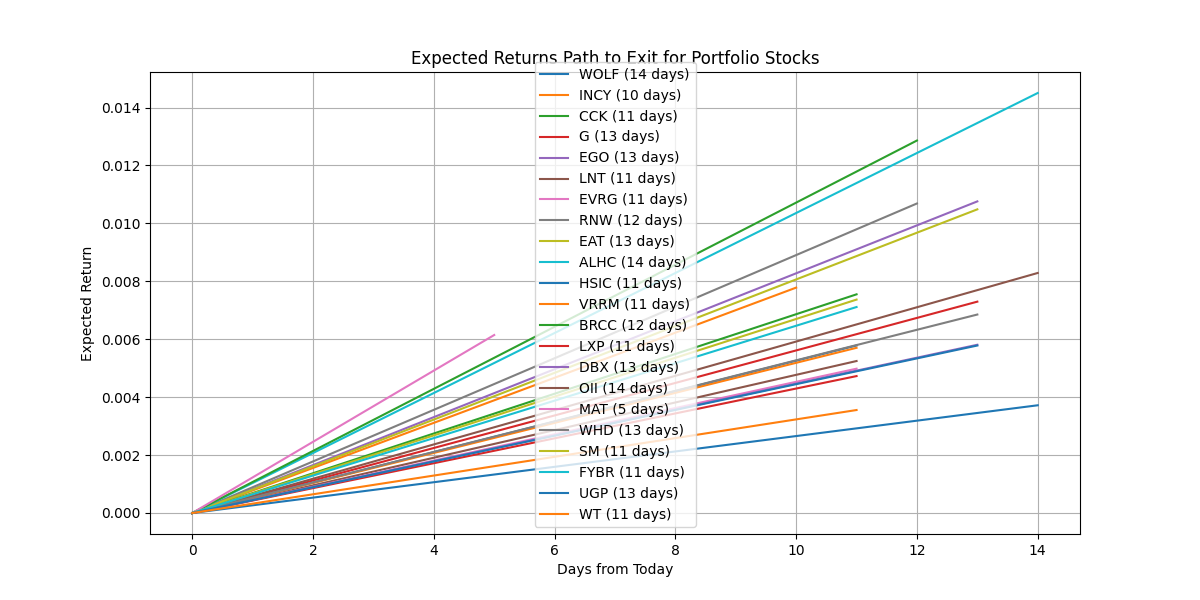 Expected Returns Path to Exit for Portfolio Stocks
WOLF (14 days)
INCY (10 days)
CCK (11 days)
G (13 days)
EGO (13 days)
LNT (11 days)
EVRG (11 days)
RNW (12 days)
EAT (13 days)
ALHC (14 days)
HSIC (11 days)
VRRM (11 days)
BRCC (12 days)
LXP (11 days)
DBX (13 days)
OII (14 days)
MAT (5 days)
WHD (13 days)
SM (11 days)
FYBR (11 days)
UGP (13 days)
WT (11 days)
Expected Return
0.014
0.012
0.010
0.008
0.006
0.004
0.002
0.000
0 2 4 6 8 10 12 14
Days from Today